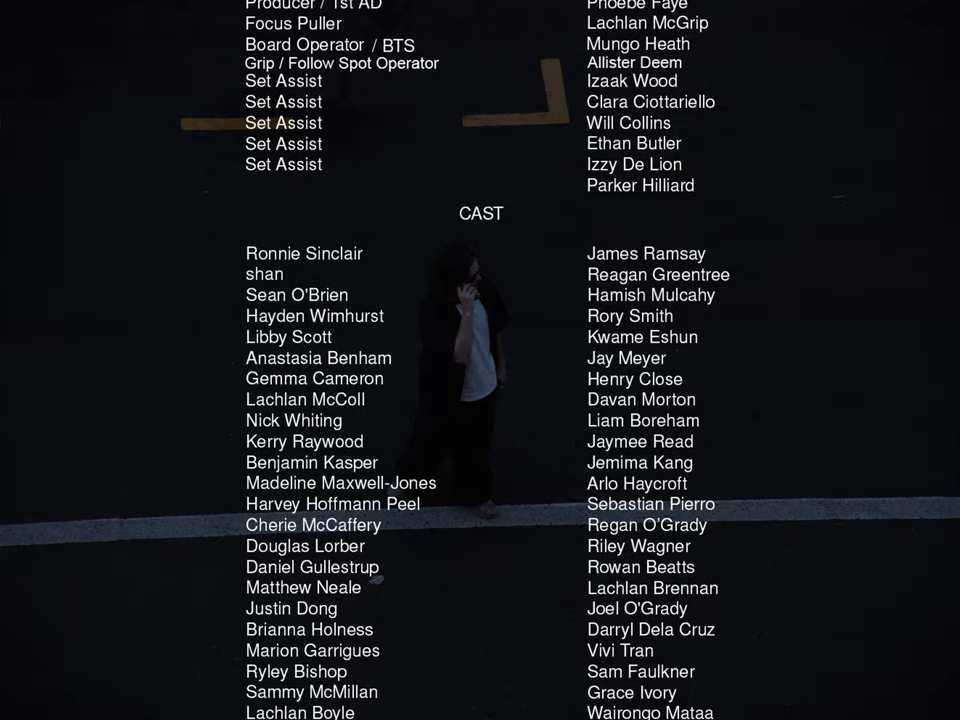 Producer / 1st AD Phoebe Faye
Focus Puller Lachlan McGrip
Board Operator / BTS Mungo Heath
Grip / Follow Spot Operator Allister Deem
Set Assist Izaak Wood
Set Assist Clara Ciottariello
Set Assist Will Collins
Set Assist Ethan Butler
Set Assist Izzy De Lion
Parker Hilliard
CAST
Ronnie Sinclair James Ramsay
shan Reagan Greentree
Sean O'Brien Hamish Mulcahy
Hayden Wimhurst Rory Smith
Libby Scott Kwame Eshun
Anastasia Benham Jay Meyer
Gemma Cameron Henry Close
Lachlan McColl Davan Morton
Nick Whiting Liam Boreham
Kerry Raywood Jaymee Read
Benjamin Kasper Jemima Kang
Madeline Maxwell-Jones Arlo Haycroft
Harvey Hoffmann Peel Sebastian Pierro
Cherie McCaffery Regan O'Grady
Douglas Lorber Riley Wagner
Daniel Gullestrup Rowan Beatts
Matthew Neale Lachlan Brennan
Justin Dong Joel O'Grady
Brianna Holness Darryl Dela Cruz
Marion Garrigues Vivi Tran
Ryley Bishop Sam Faulkner
Sammy McMillan Grace Ivory
Lachlan Boyle Wairongo Mataa